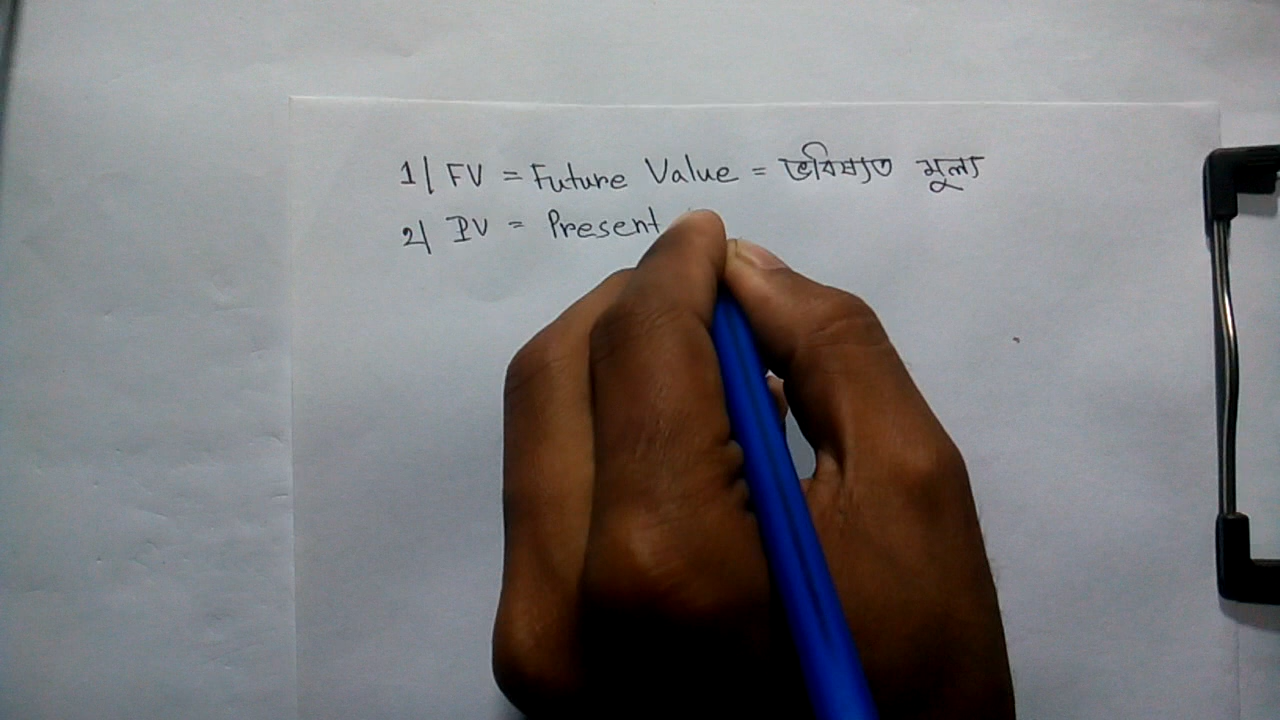 1| FV = Future Value = ভবিষ্যত মূল্য
2| PV = Present